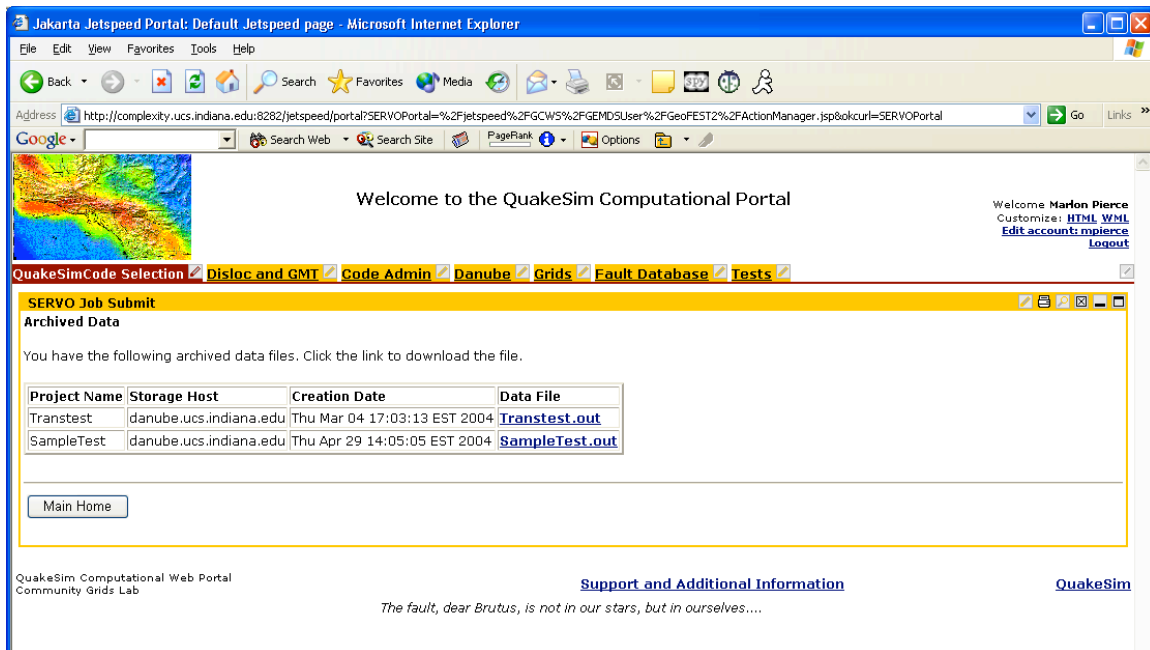 Jakarta Jetspeed Portal: Default Jetspeed page - Microsoft Internet Explorer
File Edit View Favorites Tools Help
Back Search Favorites Media SPY
Address http://complexity.ucs.indiana.edu:8282/jetspeed/portal?SERVOPortal=%2Fjetspeed%2FGCWS%2FGEMDSUser%2FGeoFEST2%2FActionManager.jsp&okcurl=SERVOPortal Go Links »
Google Search Web Search Site PageRank Options
Welcome to the QuakeSim Computational Portal
Welcome Marlon Pierce
Customize: HTML WML
Edit account: mpierce
Logout
QuakeSimCode Selection Disloc and GMT Code Admin Danube Grids Fault Database Tests
SERVO Job Submit
Archived Data
You have the following archived data files. Click the link to download the file.
Project Name Storage Host Creation Date Data File
Transtest danube.ucs.indiana.edu Thu Mar 04 17:03:13 EST 2004 Transtest.out
SampleTest danube.ucs.indiana.edu Thu Apr 29 14:05:05 EST 2004 SampleTest.out
Main Home
QuakeSim Computational Web Portal
Community Grids Lab
Support and Additional Information
QuakeSim
The fault, dear Brutus, is not in our stars, but in ourselves....